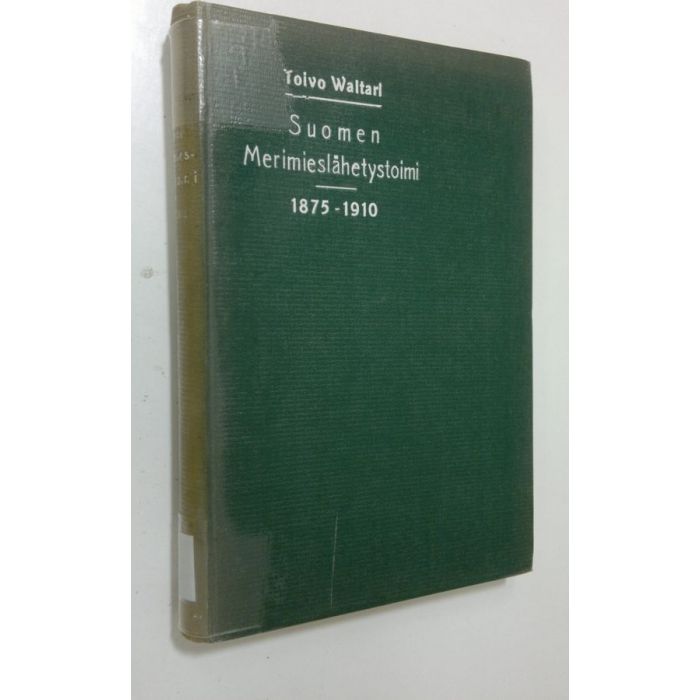 Toivo Waltari
Suomen
Merimieslähetystoimi
1875-1910